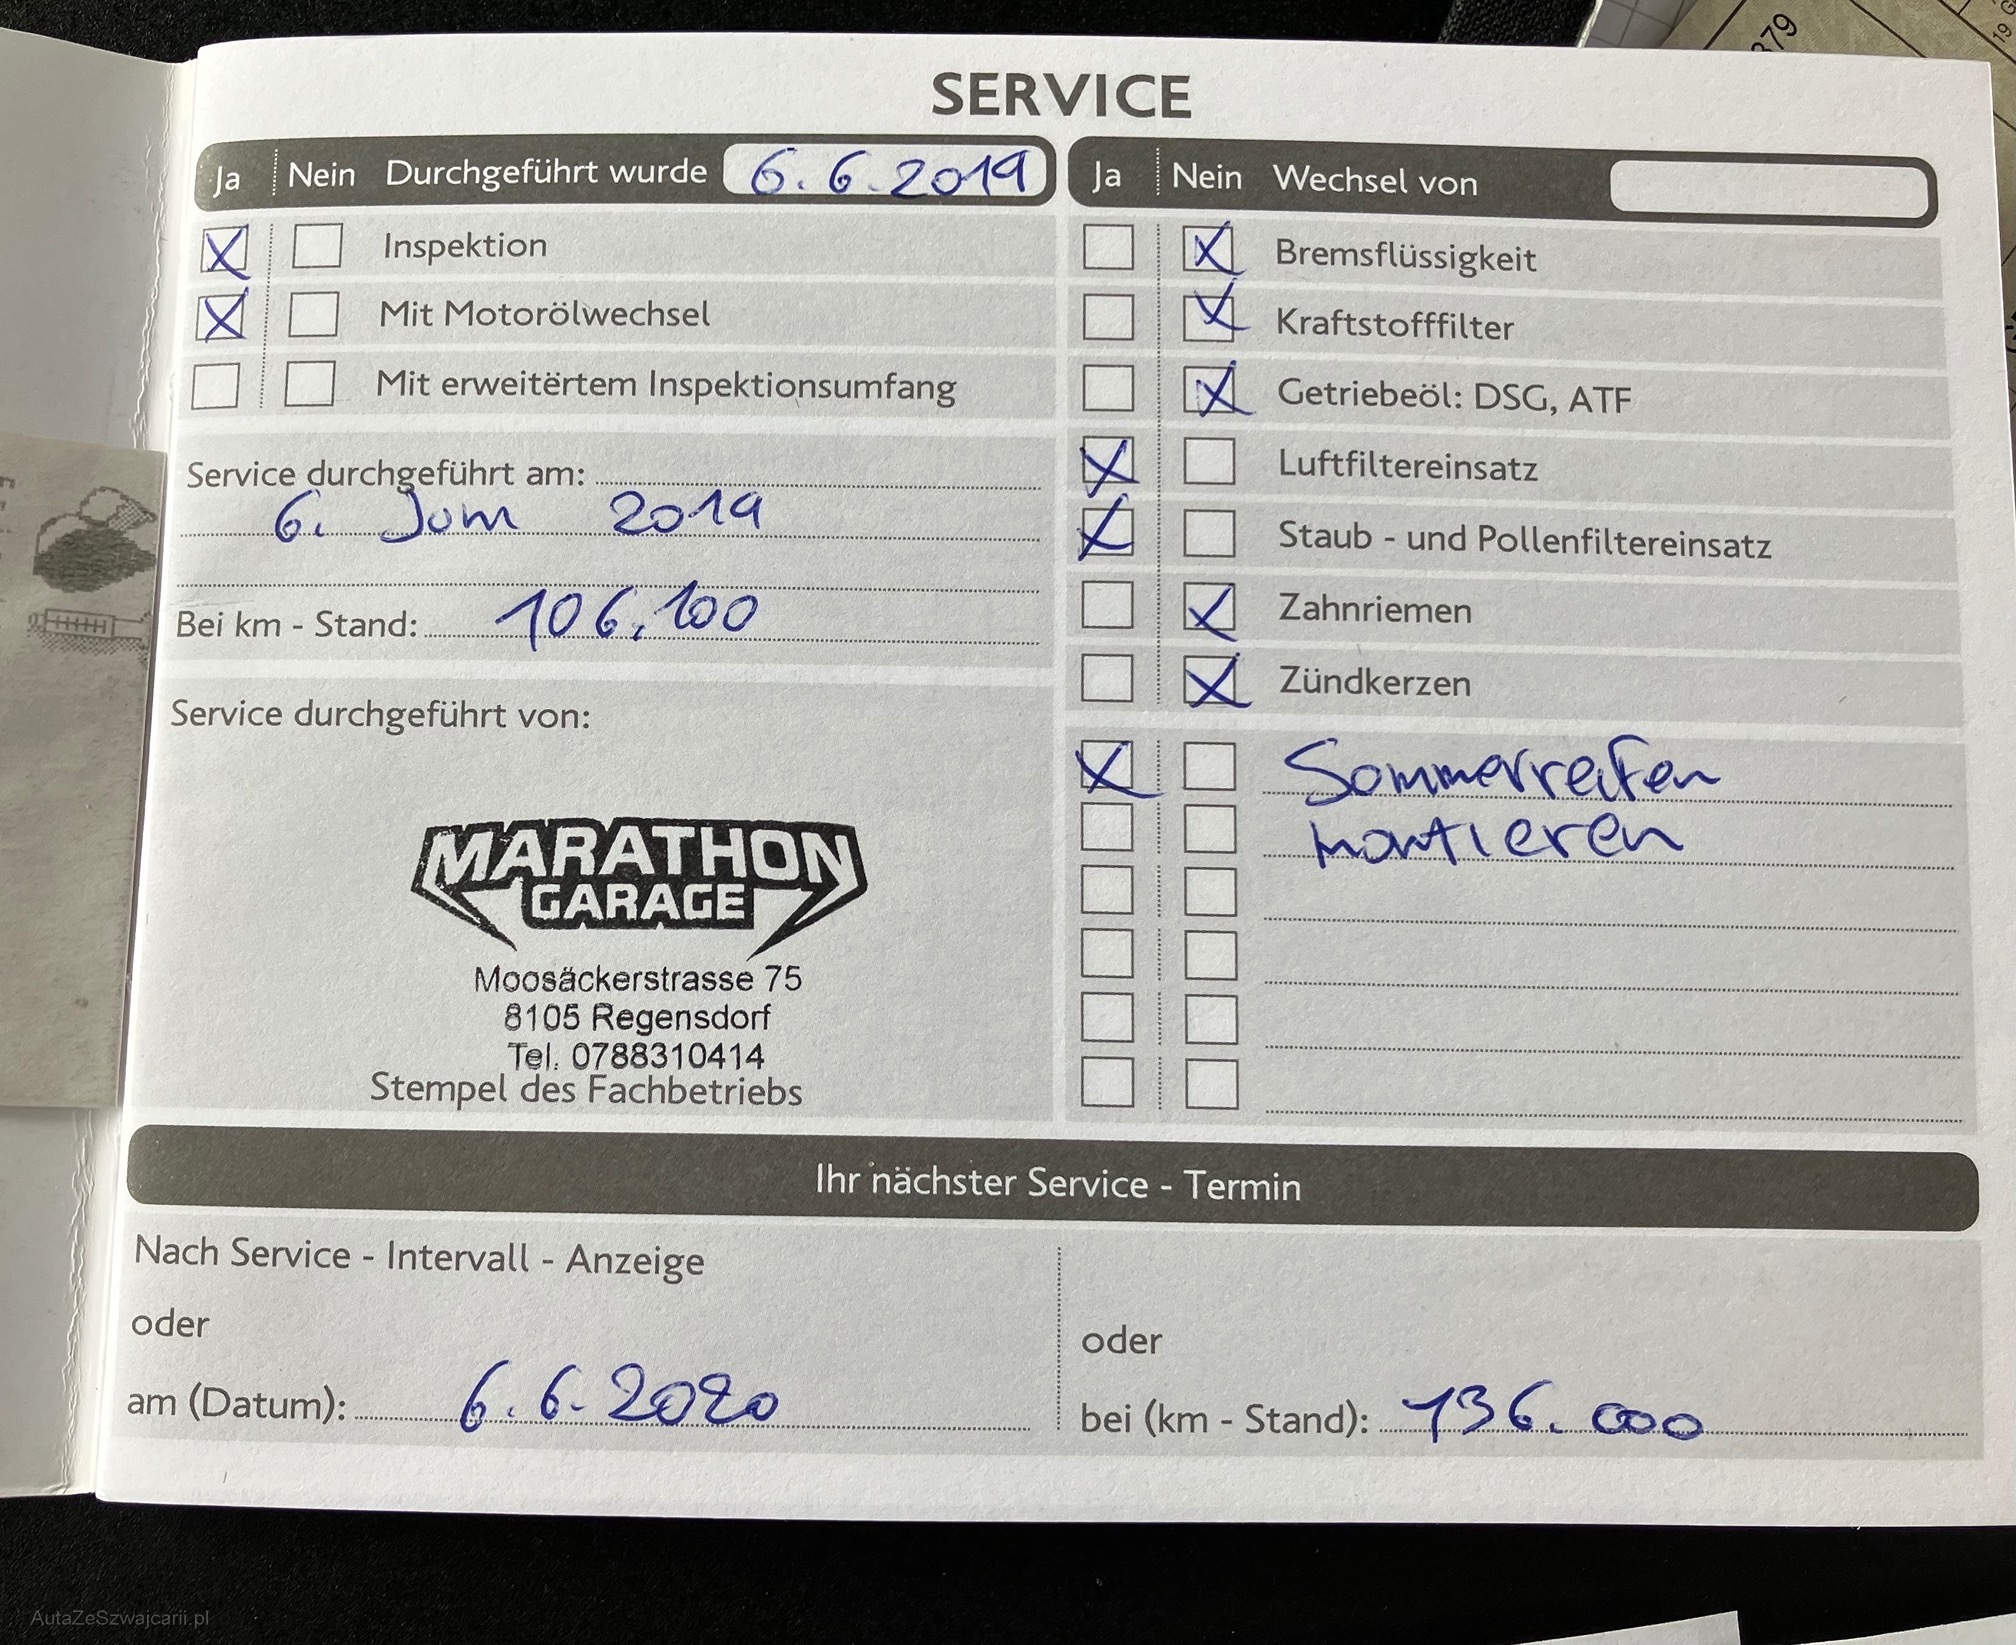 SERVICE
Ja Nein Durchgeführt wurde 6.6.2019
X Inspektion
X Mit Motorölwechsel
Mit erweitërtem Inspektionsumfang
Service durchgeführt am:
6. Juni 2019
Bei km - Stand: 106.100
Service durchgeführt von:
MARATHON
GARAGE
Moosäckerstrasse 75
8105 Regensdorf
Tel. 0788310414
Stempel des Fachbetriebs
Ja Nein Wechsel von
X Bremsflüssigkeit
X Kraftstofffilter
X Getriebeöl: DSG, ATF
X Luftfiltereinsatz
X Staub - und Pollenfiltereinsatz
X Zahnriemen
X Zündkerzen
X Sommerreifen
montieren
Ihr nächster Service - Termin
Nach Service - Intervall - Anzeige
oder
am (Datum): 6.6.2020
oder
bei (km - Stand): 136.000
379
AutaZeSzwajcarii.pl